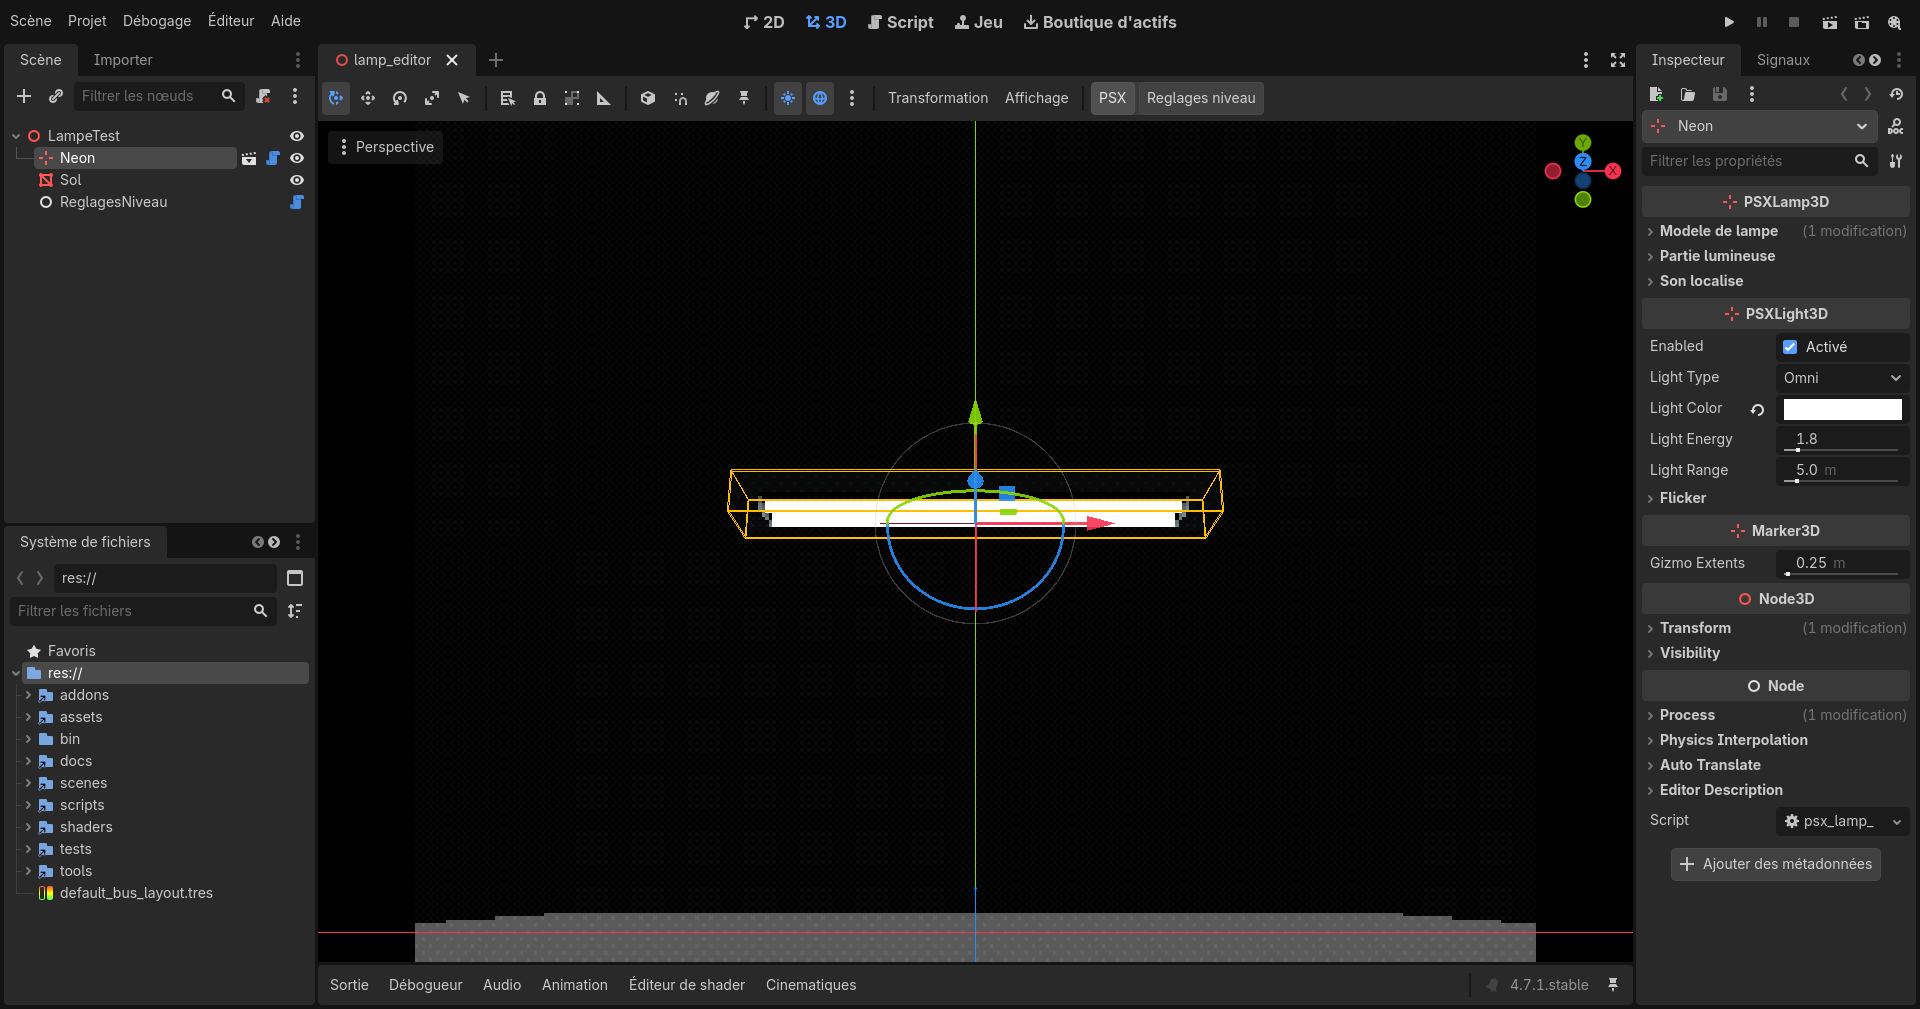 Scène Projet Débogage Éditeur Aide
2D 3D Script Jeu Boutique d'actifs
Scène Importer
Filtrer les nœuds
LampeTest
Neon
Sol
ReglagesNiveau
Système de fichiers
res://
Filtrer les fichiers
Favoris
res://
addons
assets
bin
docs
scenes
scripts
shaders
tests
tools
default_bus_layout.tres
lamp_editor
Transformation Affichage PSX Reglages niveau
Perspective
Y
Z
X
Sortie Débogueur Audio Animation Éditeur de shader Cinematiques
4.7.1.stable
Inspecteur Signaux
Neon
DOC
Filtrer les propriétés
PSXLamp3D
Modele de lampe (1 modification)
Partie lumineuse
Son localise
PSXLight3D
Enabled Activé
Light Type Omni
Light Color
Light Energy 1.8
Light Range 5.0 m
Flicker
Marker3D
Gizmo Extents 0.25 m
Node3D
Transform (1 modification)
Visibility
Node
Process (1 modification)
Physics Interpolation
Auto Translate
Editor Description
Script psx_lamp_
Ajouter des métadonnées